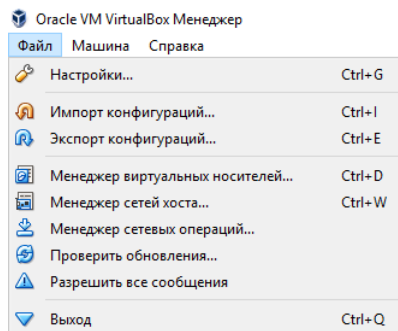 Oracle VM VirtualBox Менеджер
Файл Машина Справка
Настройки... Ctrl+G
Импорт конфигураций... Ctrl+I
Экспорт конфигураций... Ctrl+E
Менеджер виртуальных носителей... Ctrl+D
Менеджер сетей хоста... Ctrl+W
Менеджер сетевых операций...
Проверить обновления...
Разрешить все сообщения
Выход Ctrl+Q